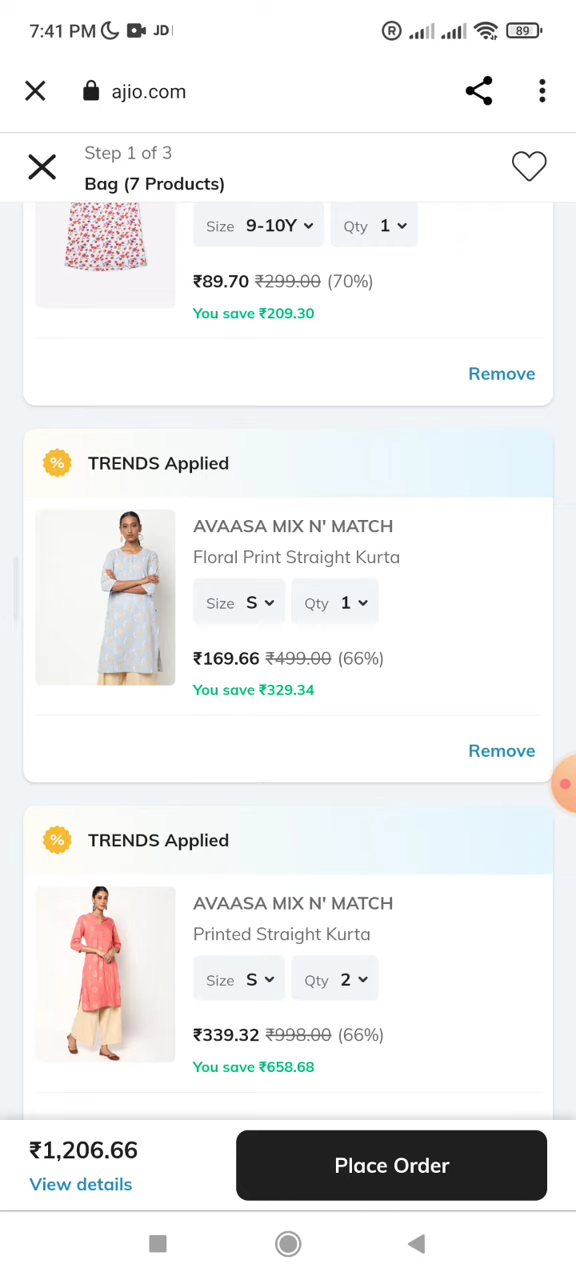 7:41 PM JD
R 89
ajio.com
Step 1 of 3
Bag (7 Products)
Size 9-10Y Qty 1
₹89.70 ₹299.00 (70%)
You save ₹209.30
Remove
% TRENDS Applied
AVAASA MIX N' MATCH
Floral Print Straight Kurta
Size S Qty 1
₹169.66 ₹499.00 (66%)
You save ₹329.34
Remove
% TRENDS Applied
AVAASA MIX N' MATCH
Printed Straight Kurta
Size S Qty 2
₹339.32 ₹998.00 (66%)
You save ₹658.68
₹1,206.66
View details
Place Order